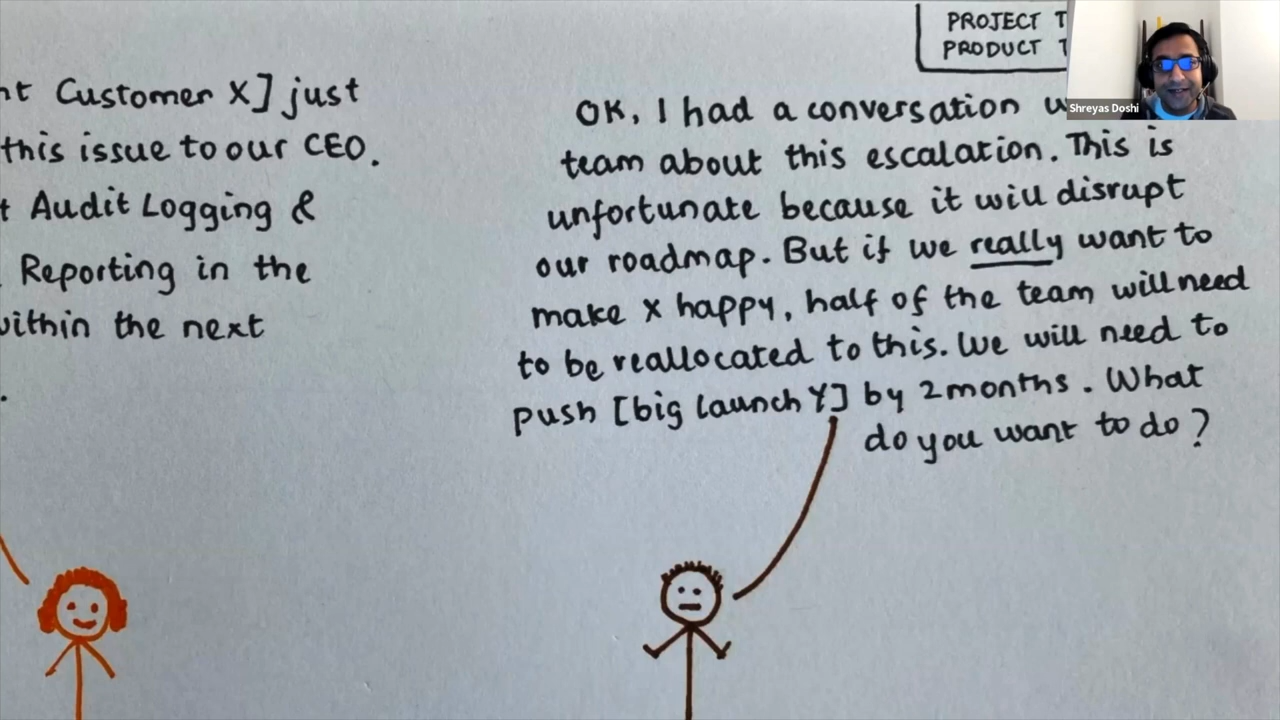 PROJECT T
PRODUCT T
Shreyas Doshi
nt Customer X] just
this issue to our CEO.
t Audit Logging &
Reporting in the
within the next
.
OK, I had a conversation w
team about this escalation. This is
unfortunate because it will disrupt
our roadmap. But if we really want to
make X happy, half of the team will need
to be reallocated to this. We will need to
push [big launch Y] by 2 months. What
do you want to do?